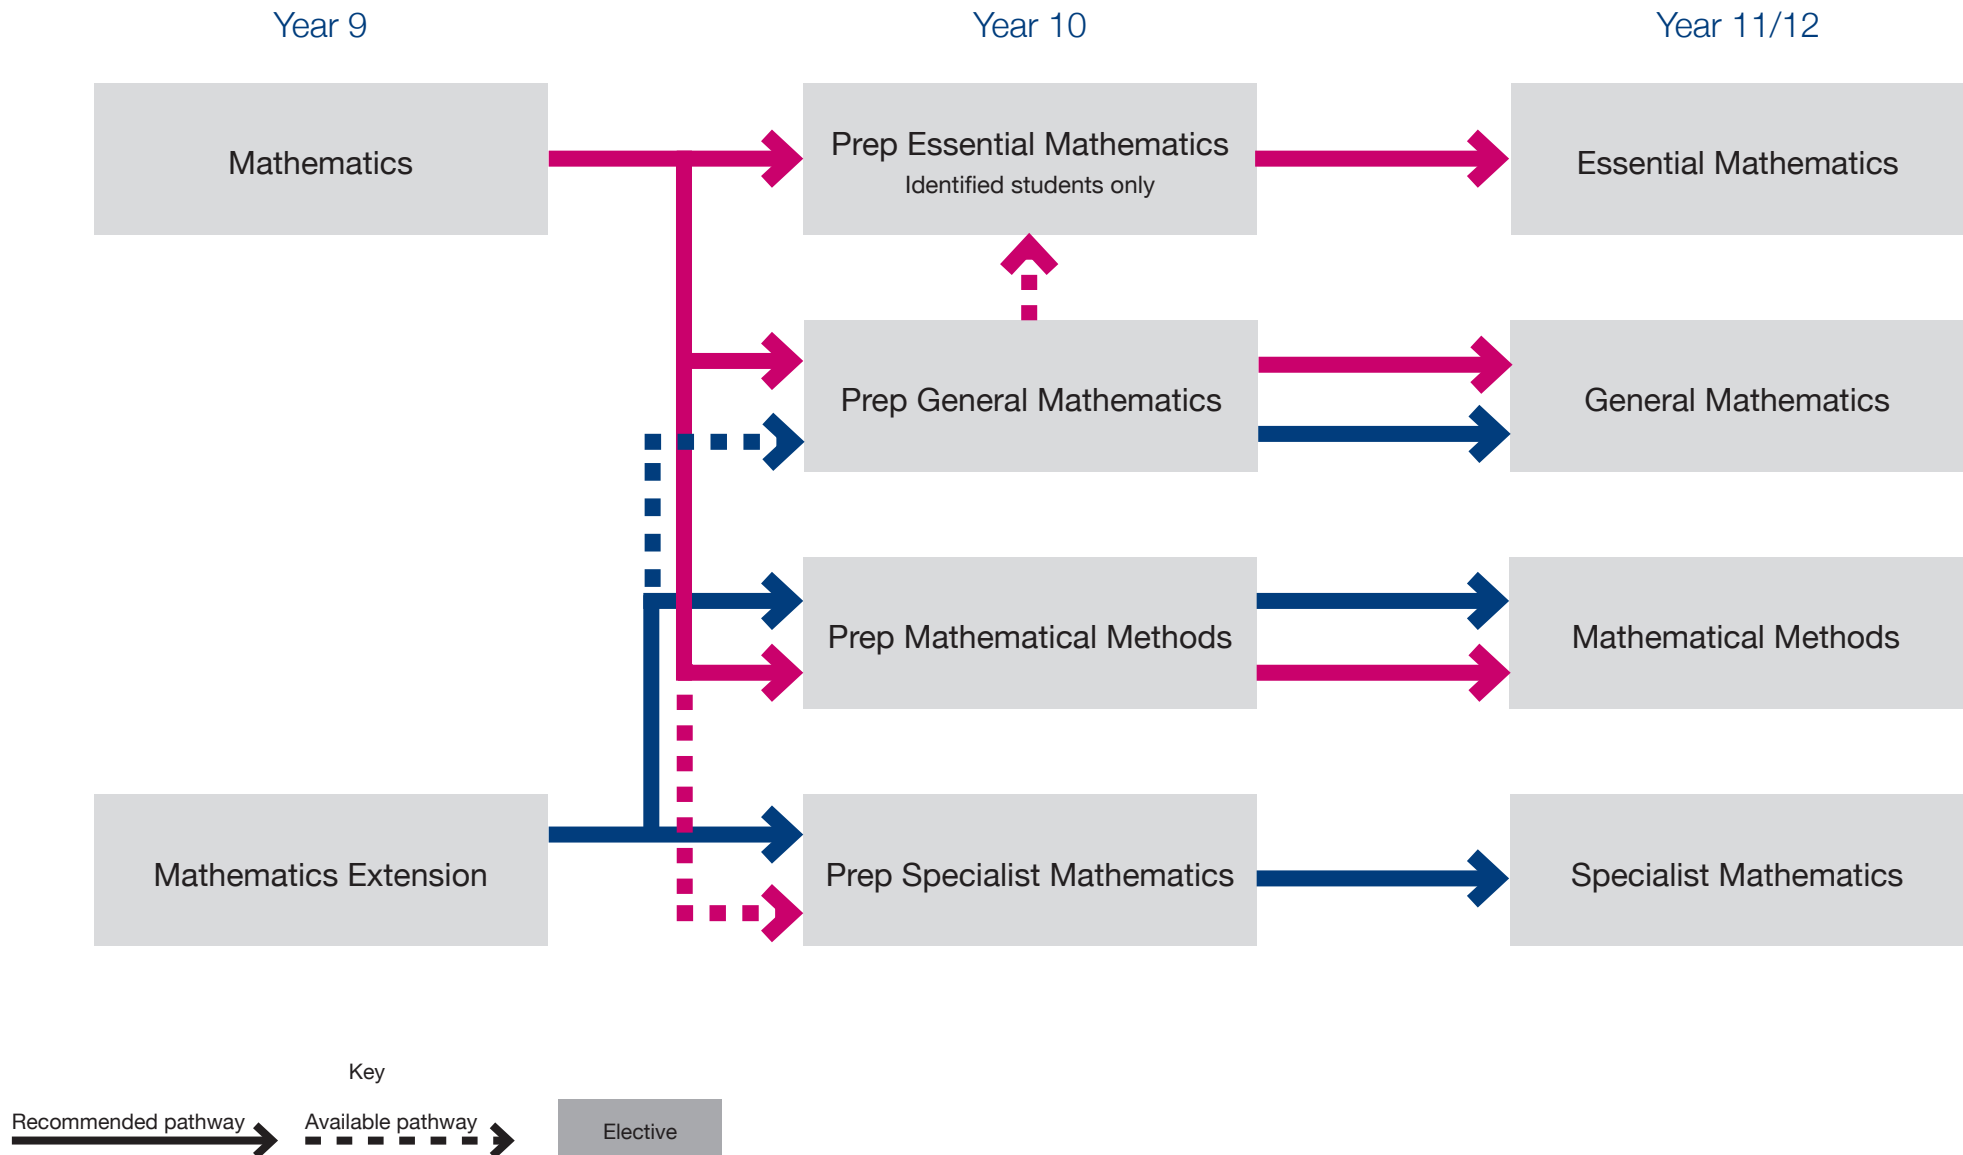 Year 9
Year 10
Year 11/12
Mathematics
Prep Essential Mathematics
Identified students only
Essential Mathematics
Prep General Mathematics
General Mathematics
Prep Mathematical Methods
Mathematical Methods
Mathematics Extension
Prep Specialist Mathematics
Specialist Mathematics
Key
Recommended pathway
Available pathway
Elective